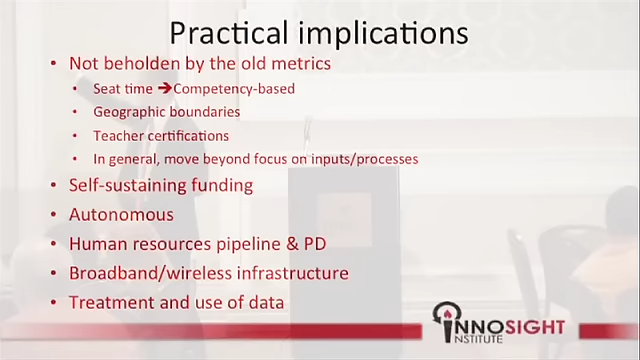 Practical implications
• Not beholden by the old metrics
• Seat time ➔Competency-based
• Geographic boundaries
• Teacher certifications
• In general, move beyond focus on inputs/processes
• Self-sustaining funding
• Autonomous
• Human resources pipeline & PD
• Broadband/wireless infrastructure
• Treatment and use of data
INNOSIGHT
INSTITUTE